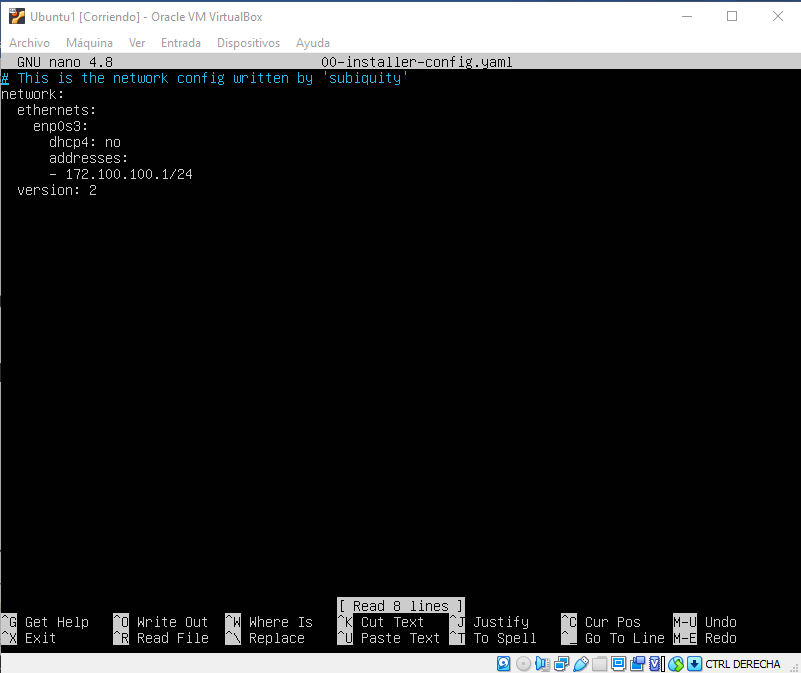 Ubuntu1 [Corriendo] - Oracle VM VirtualBox
Archivo Máquina Ver Entrada Dispositivos Ayuda
GNU nano 4.8 00-installer-config.yaml
# This is the network config written by 'subiquity'
network:
  ethernets:
    enp0s3:
      dhcp4: no
      addresses:
      - 172.100.100.1/24
  version: 2
[ Read 8 lines ]
^G Get Help ^O Write Out ^W Where Is ^K Cut Text ^J Justify ^C Cur Pos M-U Undo
^X Exit ^R Read File ^\ Replace ^U Paste Text ^T To Spell ^_ Go To Line M-E Redo
CTRL DERECHA